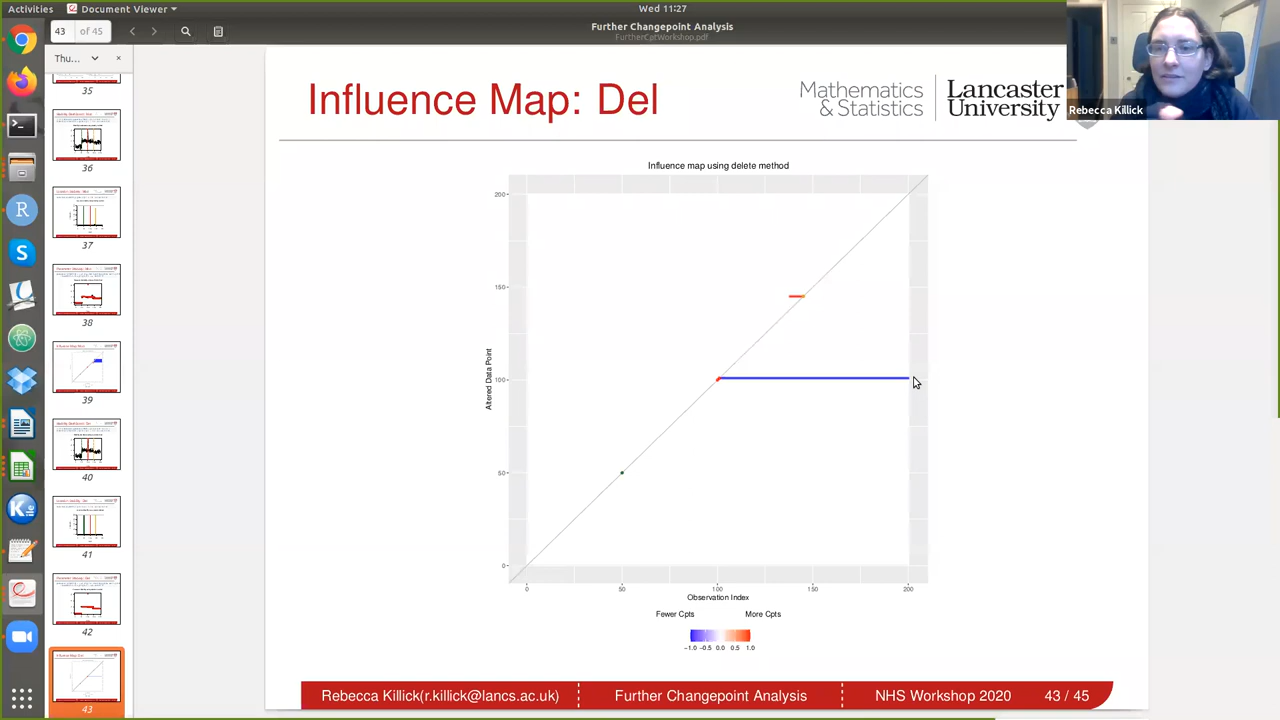 Activities
Document Viewer
Wed 11:27
43
of 45
Further Changepoint Analysis
FurtherCptWorkshop.pdf
Thu...
35
36
37
38
39
40
41
42
43
Influence Map: Del
Mathematics
& Statistics
Lancaster
University
Rebecca Killick
Influence map using delete method
Altered Data Point
200
150
100
50
0
0
50
100
150
200
Observation Index
Fewer Cpts
More Cpts
−1.0 −0.5 0.0 0.5 1.0
Rebecca Killick(r.killick@lancs.ac.uk)
Further Changepoint Analysis
NHS Workshop 2020
43 / 45